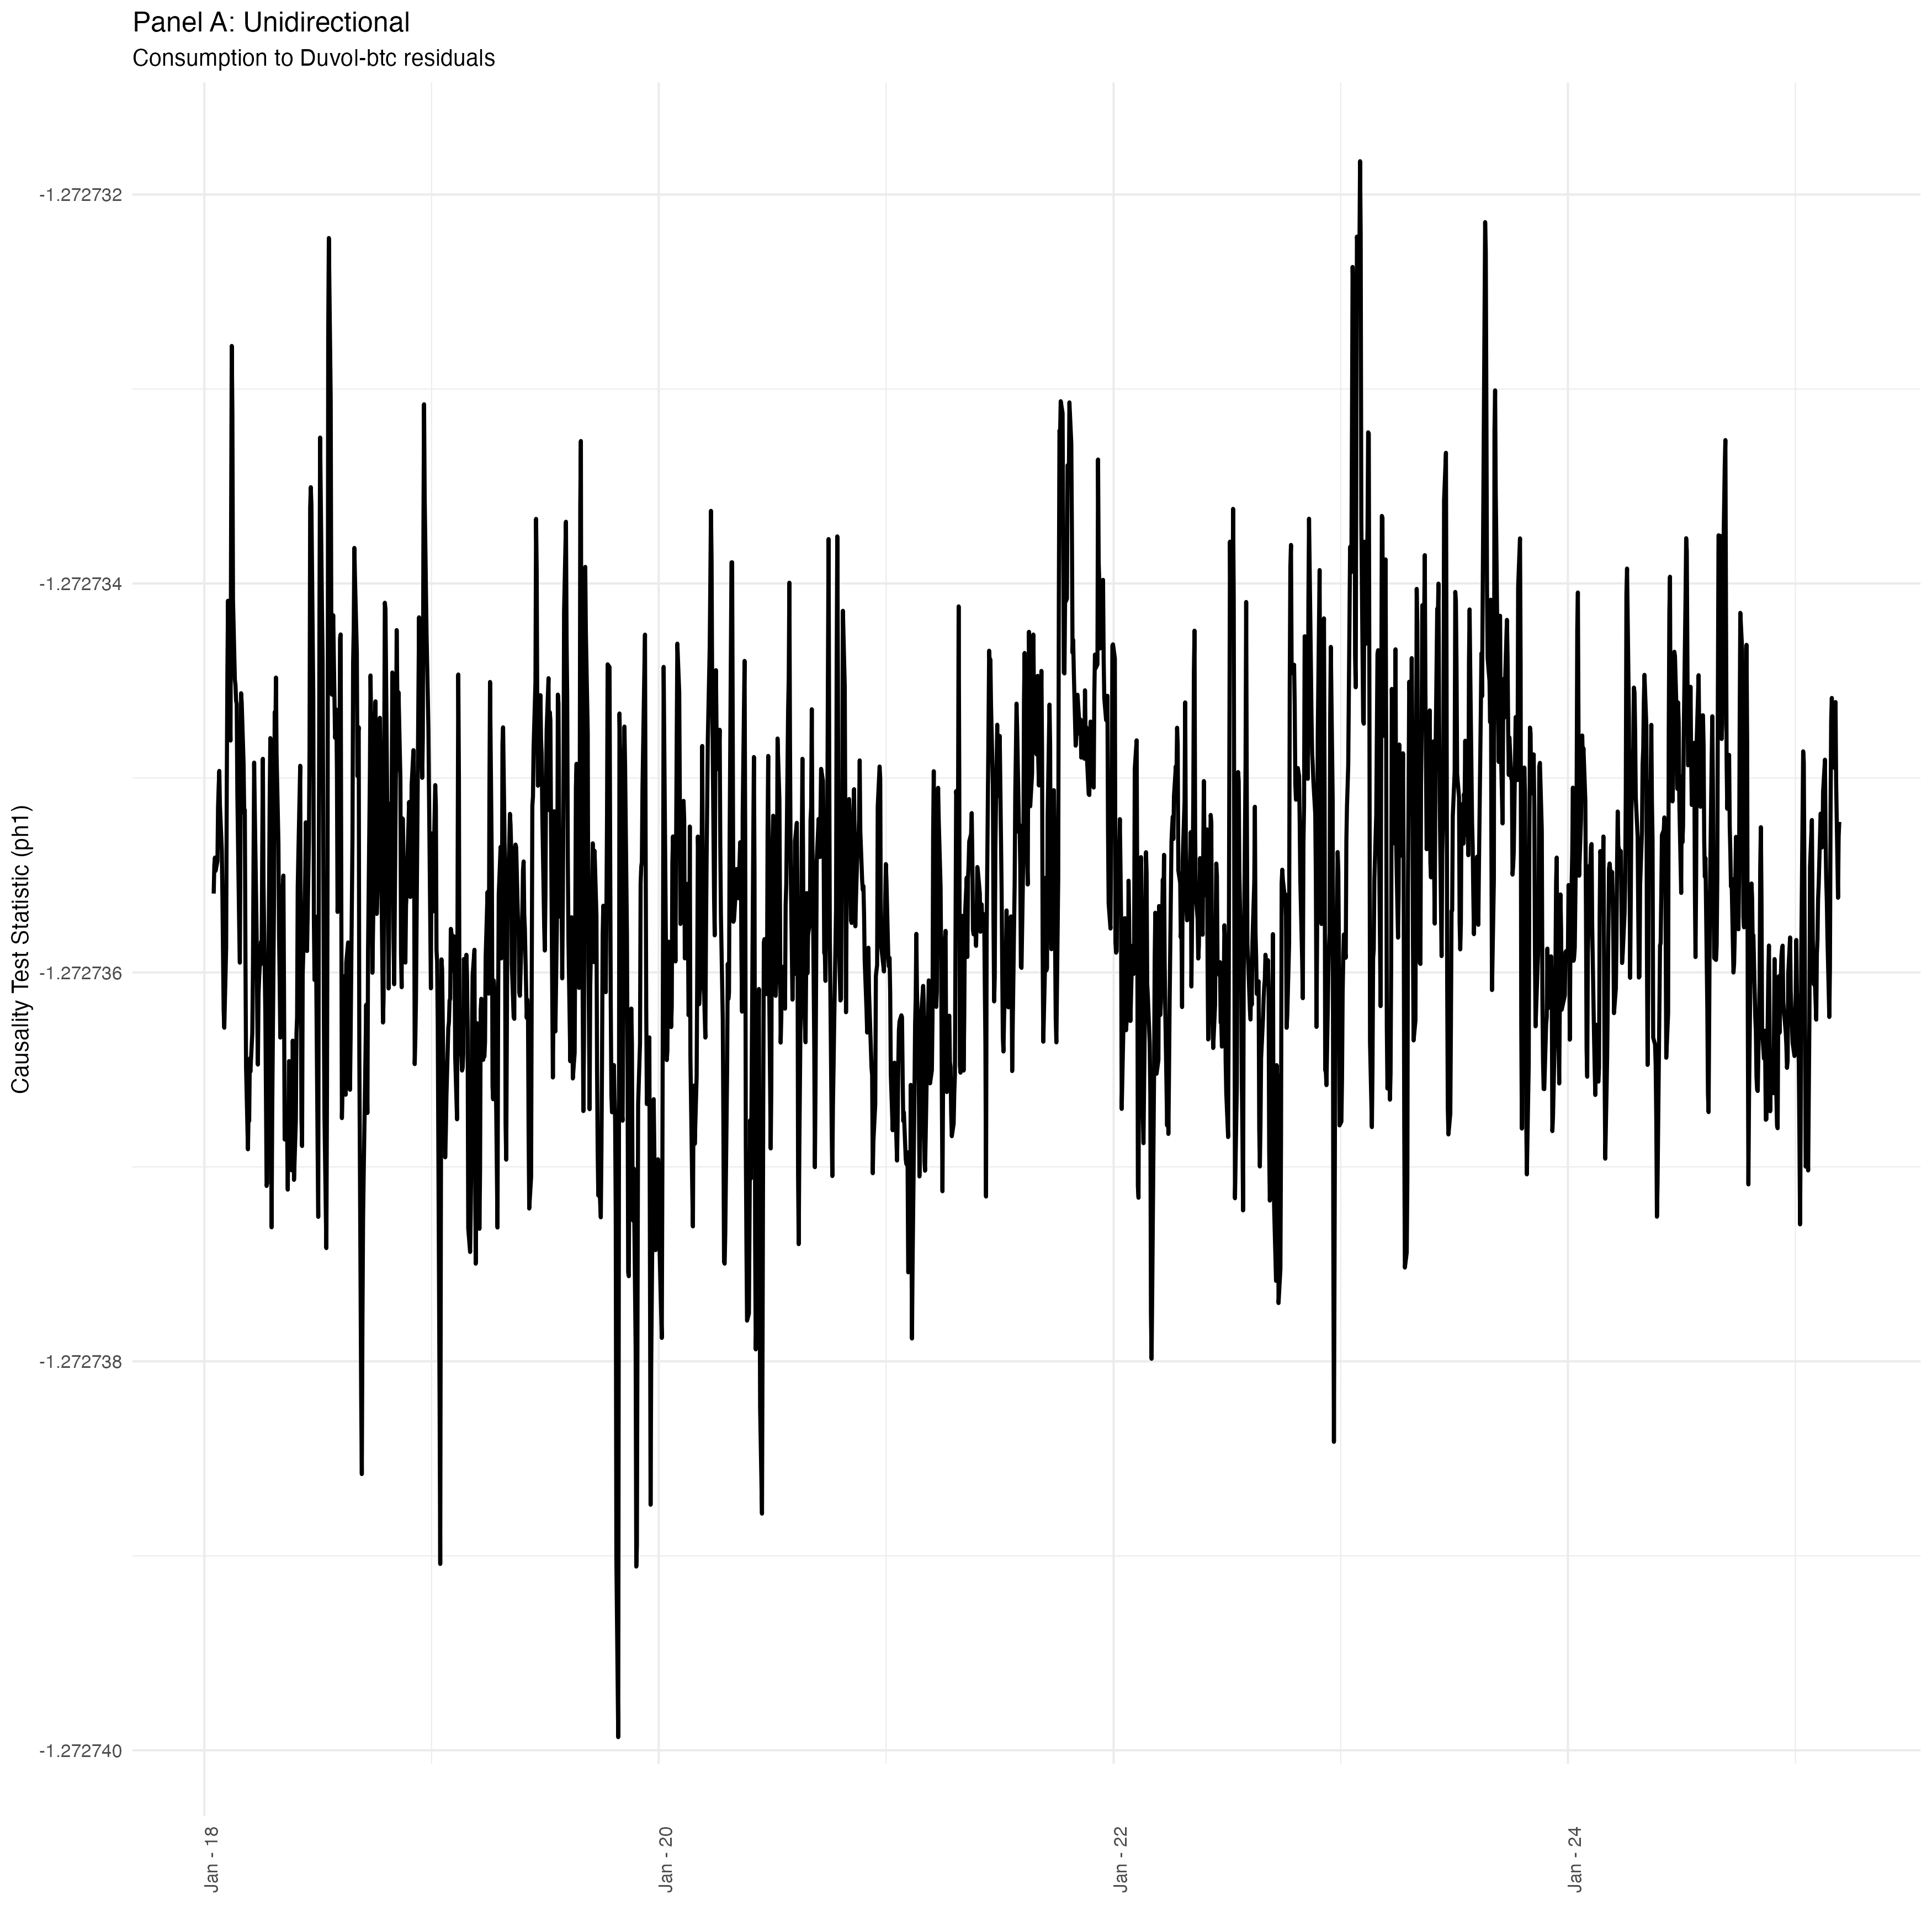 Panel A: Unidirectional
Consumption to Duvol-btc residuals
Causality Test Statistic (ph1)
-1.272732
-1.272734
-1.272736
-1.272738
-1.272740
Jan - 18
Jan - 20
Jan - 22
Jan - 24